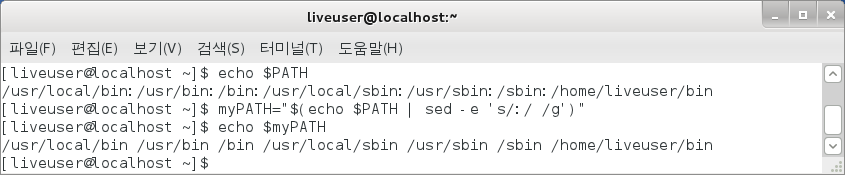 liveuser@localhost:~
파일(F) 편집(E) 보기(V) 검색(S) 터미널(T) 도움말(H)
[liveuser@localhost ~]$ echo $PATH
/usr/local/bin:/usr/bin:/bin:/usr/local/sbin:/usr/sbin:/sbin:/home/liveuser/bin
[liveuser@localhost ~]$ myPATH="$(echo $PATH | sed -e 's/:/ /g')"
[liveuser@localhost ~]$ echo $myPATH
/usr/local/bin /usr/bin /bin /usr/local/sbin /usr/sbin /sbin /home/liveuser/bin
[liveuser@localhost ~]$